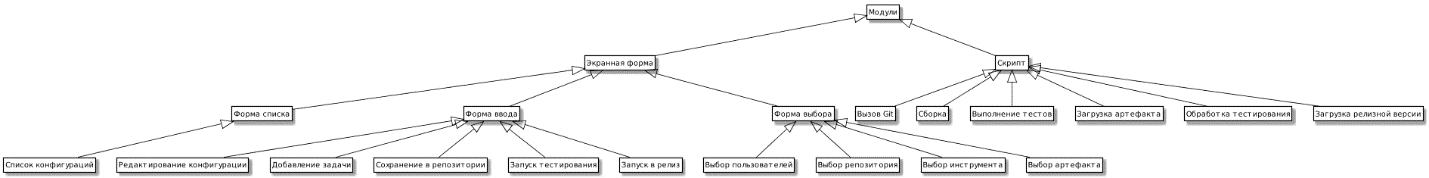 Модули
Экранная форма
Скрипт
Форма списка
Форма ввода
Форма выбора
Вызов Git
Сборка
Выполнение тестов
Загрузка артефакта
Обработка тестирования
Загрузка релизной версии
Список конфигураций
Редактирование конфигурации
Добавление задачи
Сохранение в репозитории
Запуск тестирования
Запуск в релиз
Выбор пользователей
Выбор репозитория
Выбор инструмента
Выбор артефакта